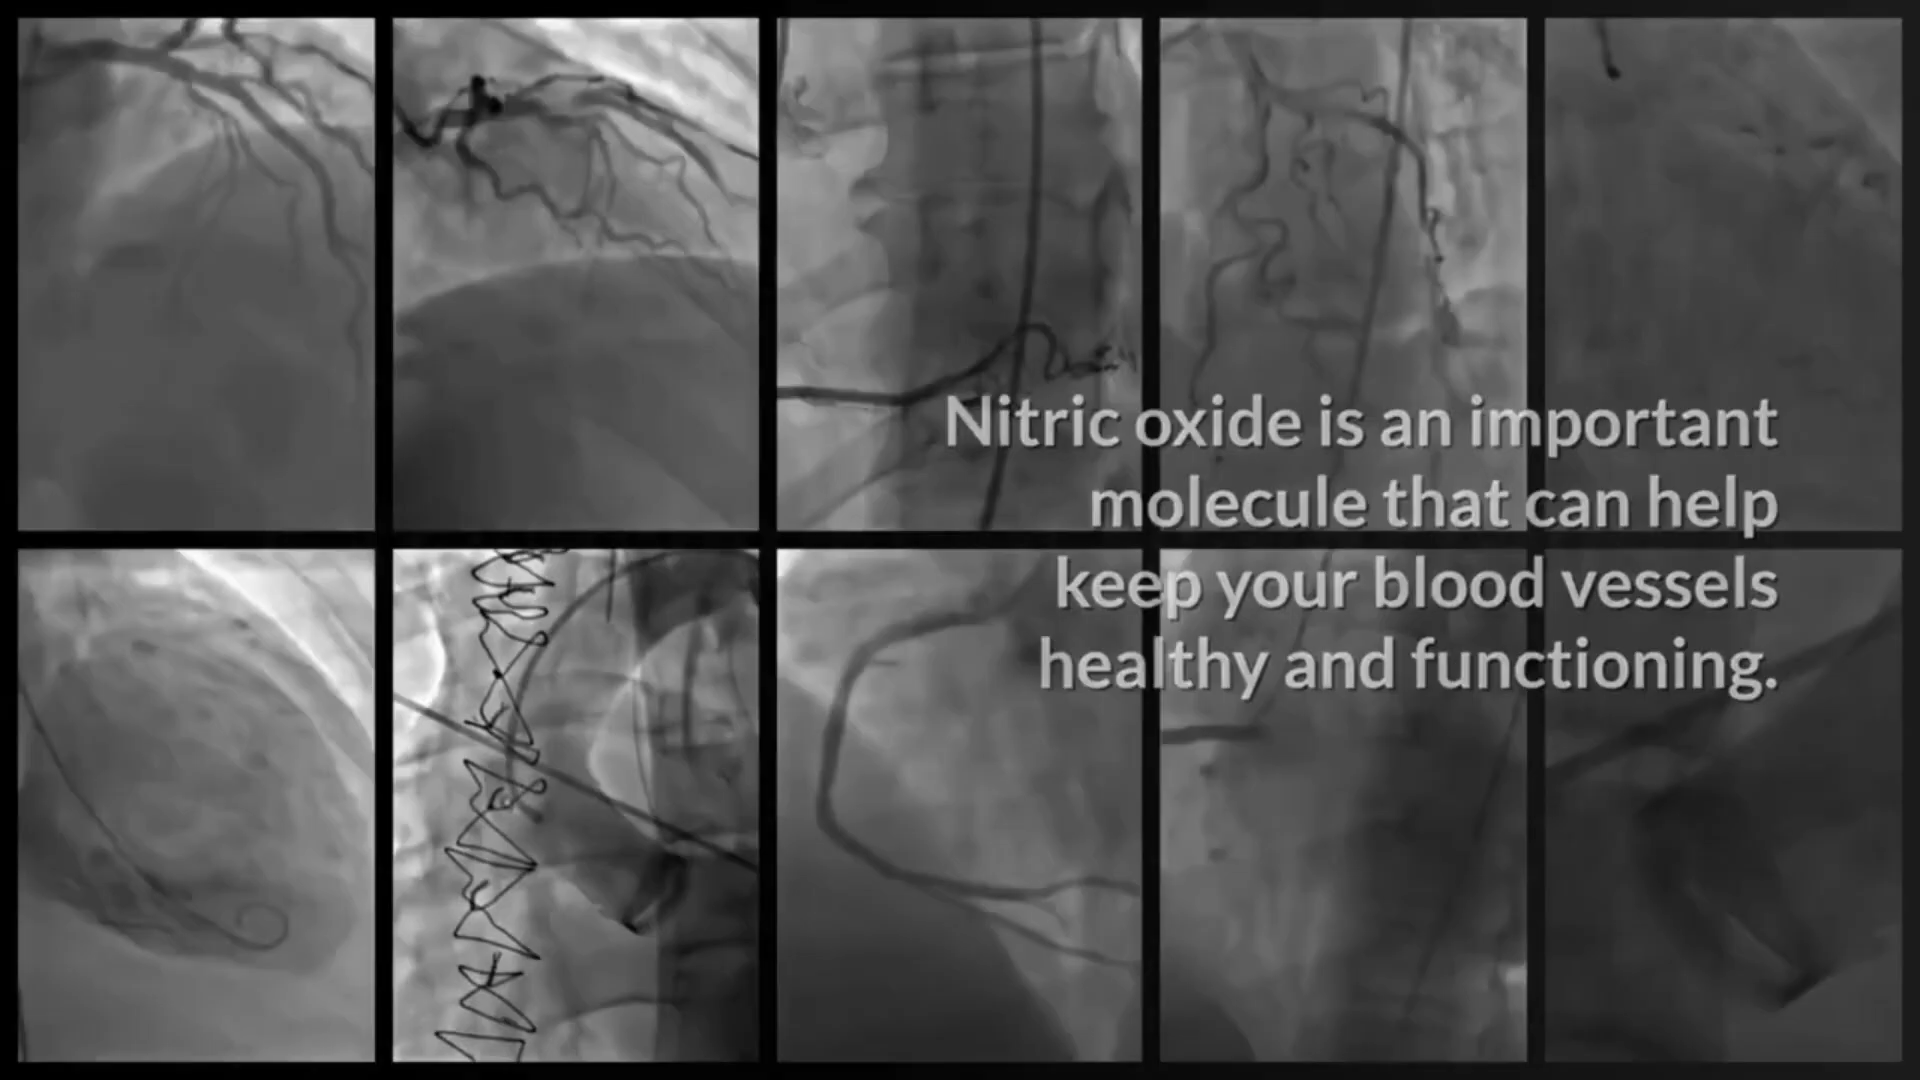 Nitric oxide is an important
molecule that can help
keep your blood vessels
healthy and functioning.